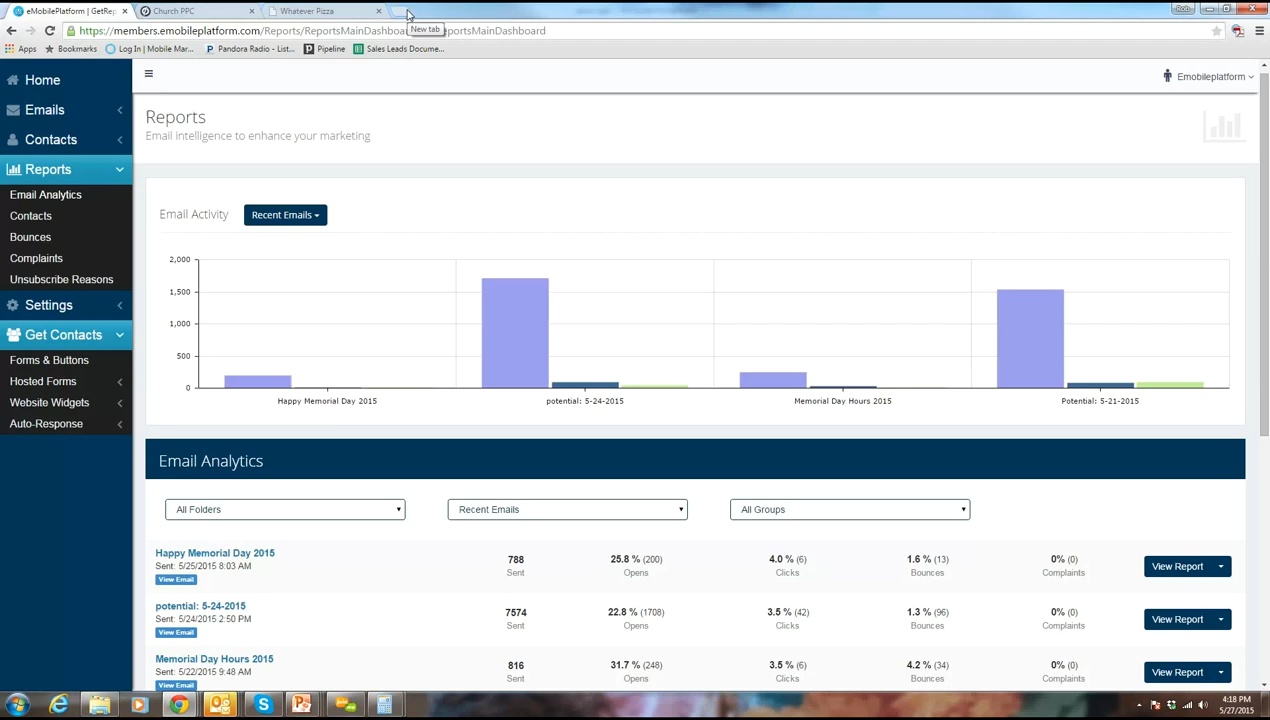 eMobilePlatform | GetRep
Church PPC
Whatever Pizza
Rob
https://members.emobileplatform.com/Reports/ReportsMainDashboa
eportsMainDashboard
New tab
Apps
Bookmarks
Log In | Mobile Mar...
Pandora Radio - List...
Pipeline
Sales Leads Docume...
Home
Emails
Contacts
Reports
Email Analytics
Contacts
Bounces
Complaints
Unsubscribe Reasons
Settings
Get Contacts
Forms & Buttons
Hosted Forms
Website Widgets
Auto-Response
Emobileplatform
Reports
Email intelligence to enhance your marketing
Email Activity
Recent Emails
2,000
1,500
1,000
500
0
Happy Memorial Day 2015
potential: 5-24-2015
Memorial Day Hours 2015
Potential: 5-21-2015
Email Analytics
All Folders
Recent Emails
All Groups
Happy Memorial Day 2015
Sent: 5/25/2015 8:03 AM
View Email
788
Sent
25.8 % (200)
Opens
4.0 % (6)
Clicks
1.6 % (13)
Bounces
0% (0)
Complaints
View Report
potential: 5-24-2015
Sent: 5/24/2015 2:50 PM
View Email
7574
Sent
22.8 % (1708)
Opens
3.5 % (42)
Clicks
1.3 % (96)
Bounces
0% (0)
Complaints
View Report
Memorial Day Hours 2015
Sent: 5/22/2015 9:48 AM
View Email
816
Sent
31.7 % (248)
Opens
3.5 % (6)
Clicks
4.2 % (34)
Bounces
0% (0)
Complaints
View Report
4:18 PM
5/27/2015